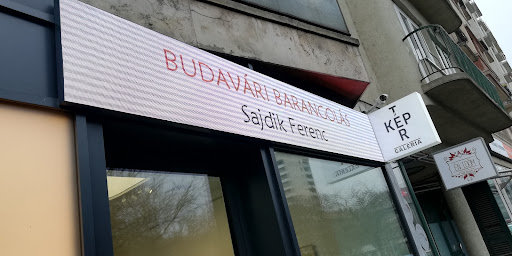 BUDAVÁRI BARANGOLÁS
Sajdik Ferenc
TÉR
KÉP
GALÉRIA